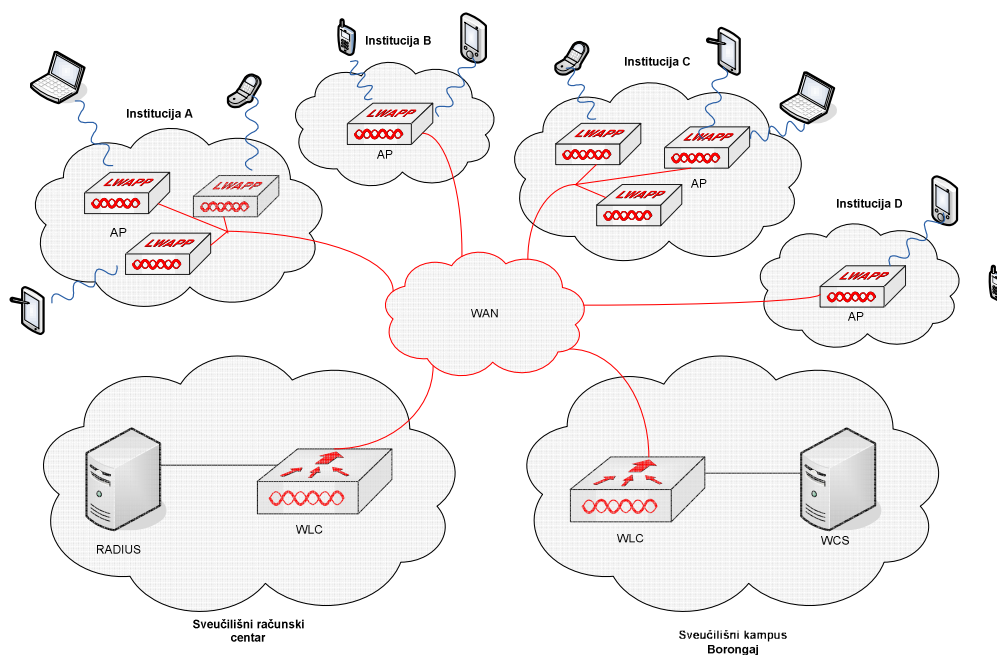 Institucija B
Institucija C
Institucija A
LWAPP
AP
LWAPP
LWAPP
AP
LWAPP
LWAPP
LWAPP
AP
LWAPP
Institucija D
LWAPP
AP
WAN
RADIUS
WLC
WLC
WCS
Sveučilišni računski
centar
Sveučilišni kampus
Borongaj